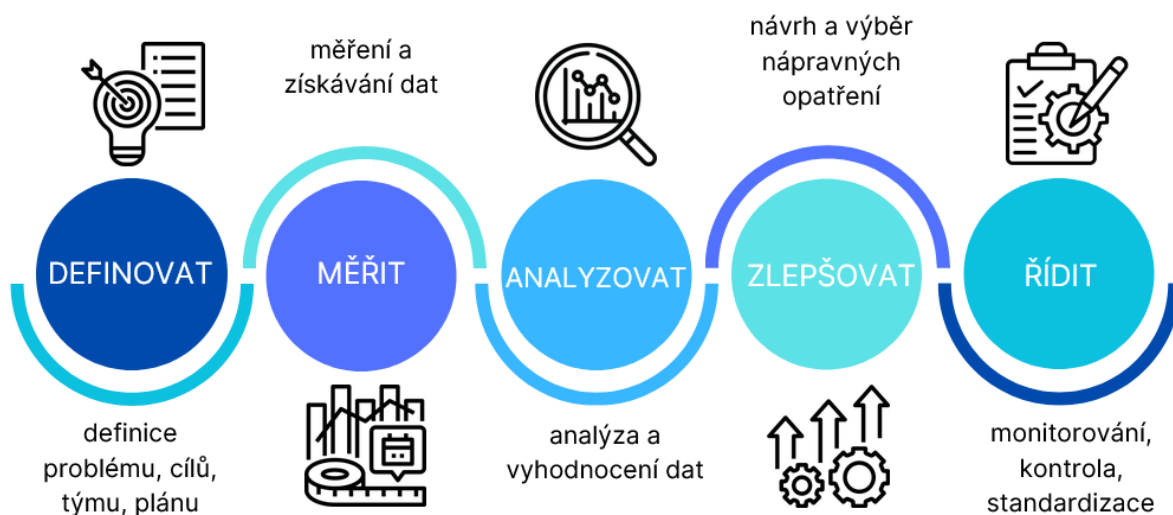 DEFINOVAT
definice
problému, cílů,
týmu, plánu
měření a
získávání dat
MĚŘIT
ANALYZOVAT
analýza a
vyhodnocení dat
návrh a výběr
nápravných
opatření
ZLEPŠOVAT
ŘÍDIT
monitorování,
kontrola,
standardizace